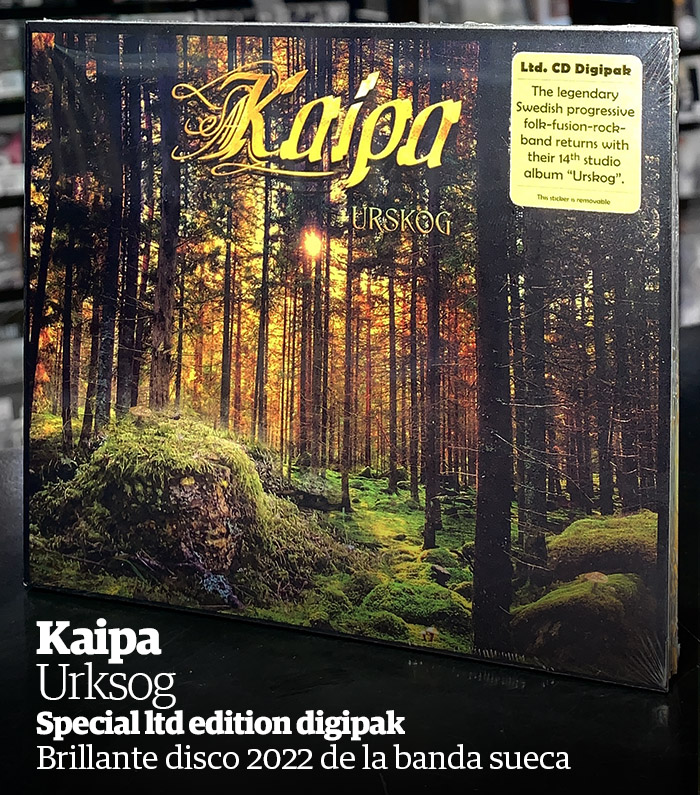 Kaipa
URSKOG
Ltd. CD Digipak
The legendary
Swedish progressive
folk-fusion-rock-
band returns with
their 14th studio
album "Urskog".
This sticker is removable
Kaipa
Urksog
Special ltd edition digipak
Brillante disco 2022 de la banda sueca